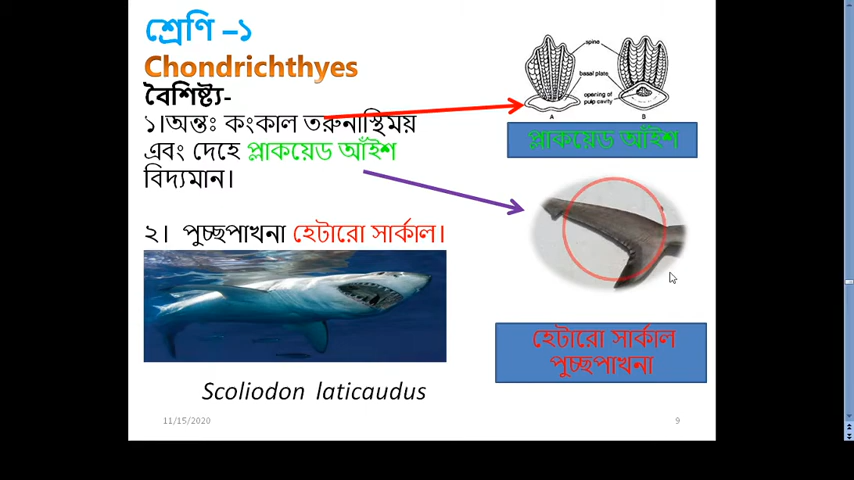 শ্রেণি –১
Chondrichthyes
বৈশিষ্ট্য-
১।অন্তঃ কংকাল তরুনাস্থিময়
এবং দেহে প্লাকয়েড আঁইশ
বিদ্যমান।
২। পুচ্ছপাখনা হেটারো সার্কাল।
Scoliodon laticaudus
spine
basal plate
opening of
pulp cavity
A
B
প্লাকয়েড আঁইশ
হেটারো সার্কাল
পুচ্ছপাখনা
11/15/2020
9